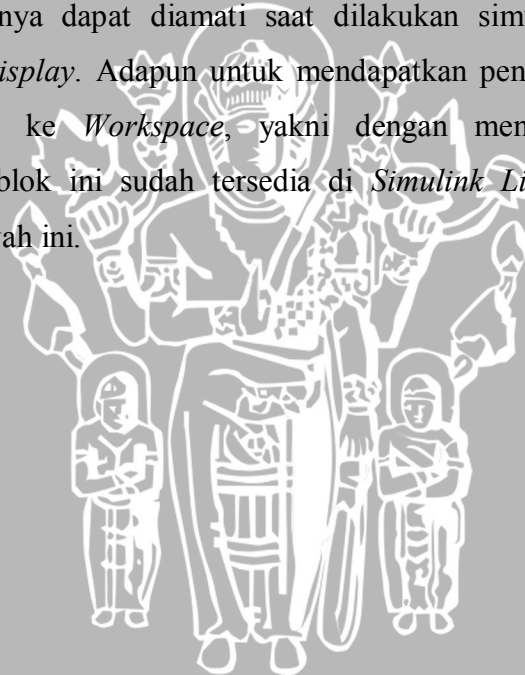 nya dapat diamati saat dilakukan sim
isplay. Adapun untuk mendapatkan pen
ke Workspace, yakni dengan men
blok ini sudah tersedia di Simulink Li
ah ini.